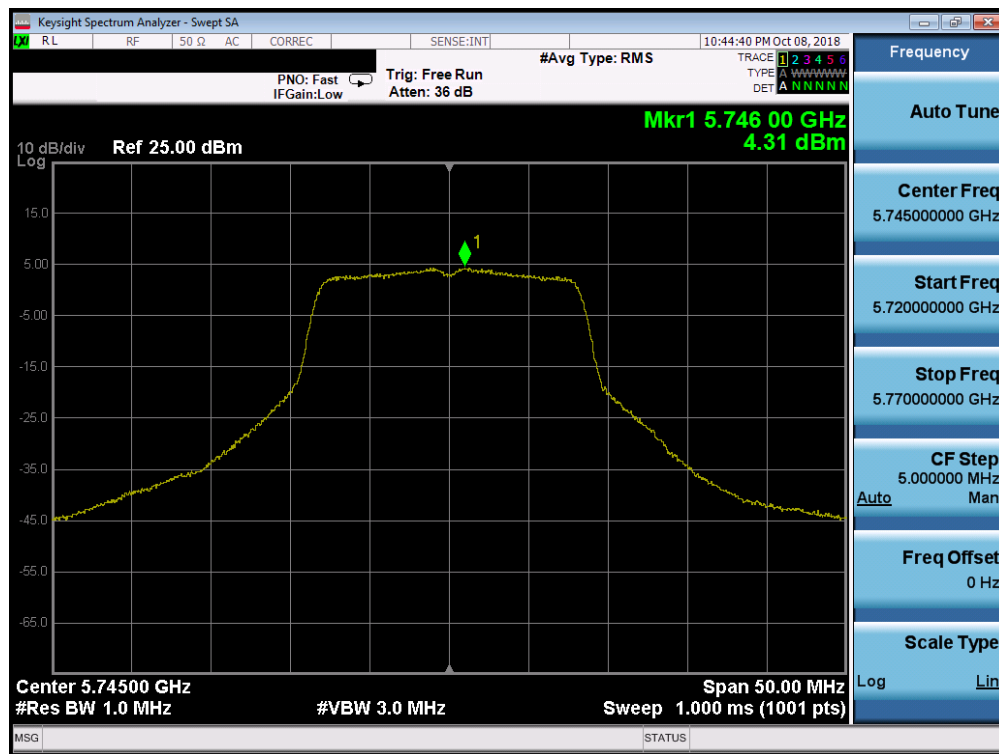 Keysight Spectrum Analyzer - Swept SA
LXI RL RF 50 Ω AC CORREC SENSE:INT 10:44:40 PM Oct 08, 2018
#Avg Type: RMS
TRACE 1 2 3 4 5 6
TYPE A WWWWW
DET A N N N N N
PNO: Fast
IFGain:Low
Trig: Free Run
Atten: 36 dB
Mkr1 5.746 00 GHz
4.31 dBm
10 dB/div
Log
Ref 25.00 dBm
1
15.0
5.00
-5.00
-15.0
-25.0
-35.0
-45.0
-55.0
-65.0
Center 5.74500 GHz
Span 50.00 MHz
#Res BW 1.0 MHz
#VBW 3.0 MHz
Sweep 1.000 ms (1001 pts)
MSG
STATUS
Frequency
Auto Tune
Center Freq
5.745000000 GHz
Start Freq
5.720000000 GHz
Stop Freq
5.770000000 GHz
CF Step
5.000000 MHz
Auto Man
Freq Offset
0 Hz
Scale Type
Log Lin